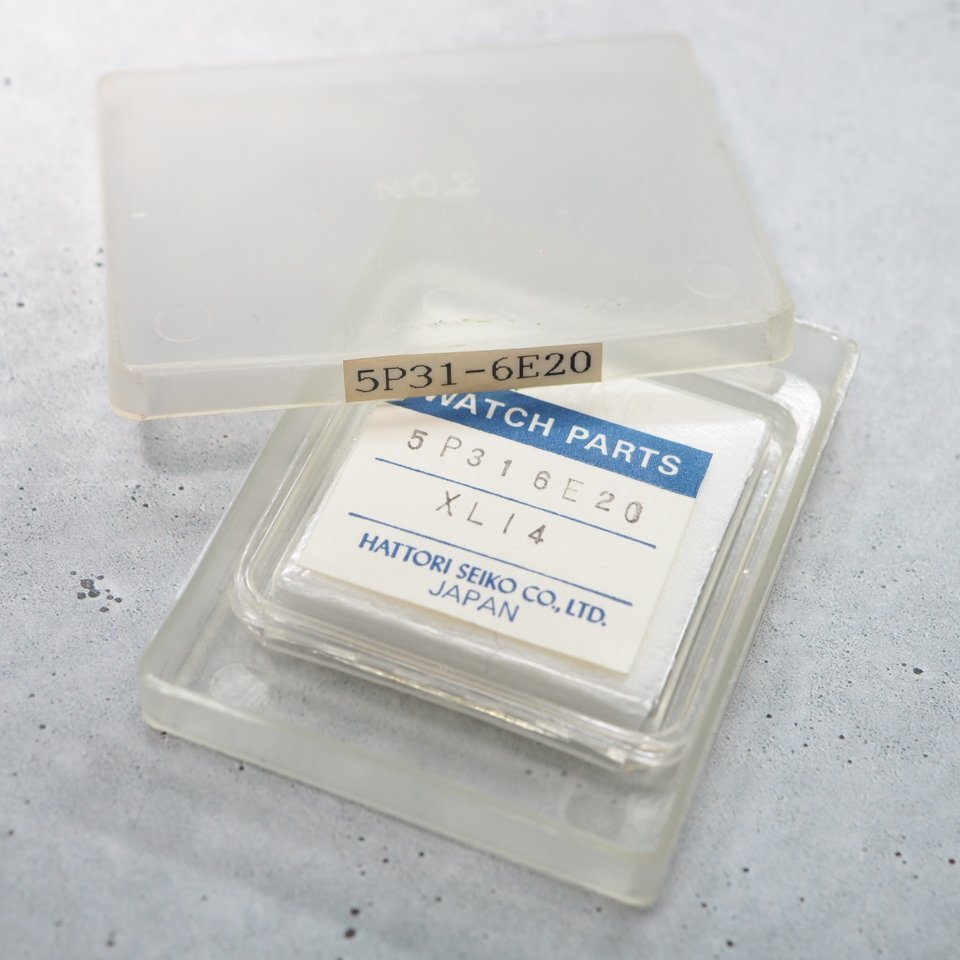 NO.2
5P31-6E20
WATCH PARTS
5P316E20
XL14
HATTORI SEIKO CO., LTD.
JAPAN